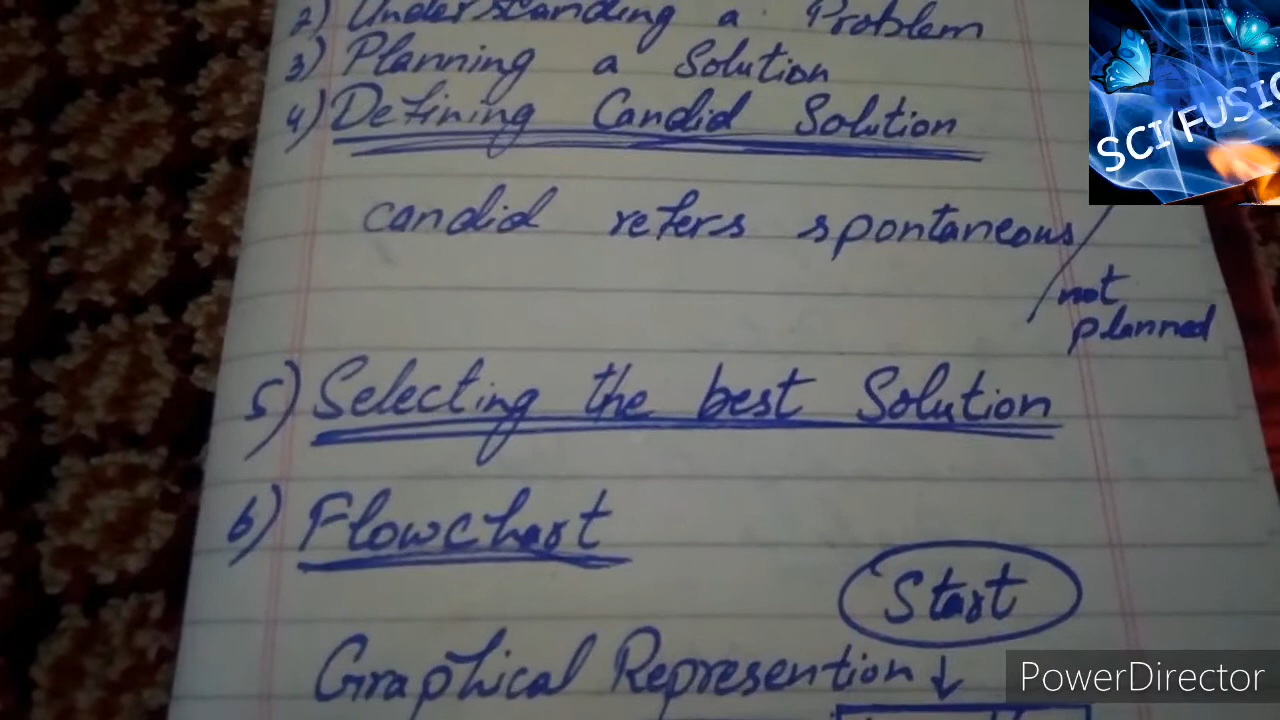 2) Understanding a Problem
3) Planning a Solution
4) Defining Candid Solution
candid refers spontaneous/
/not
planned
5) Selecting the best Solution
6) Flowchart
Start
Graphical Represention ↓
SCI FUSIO
PowerDirector